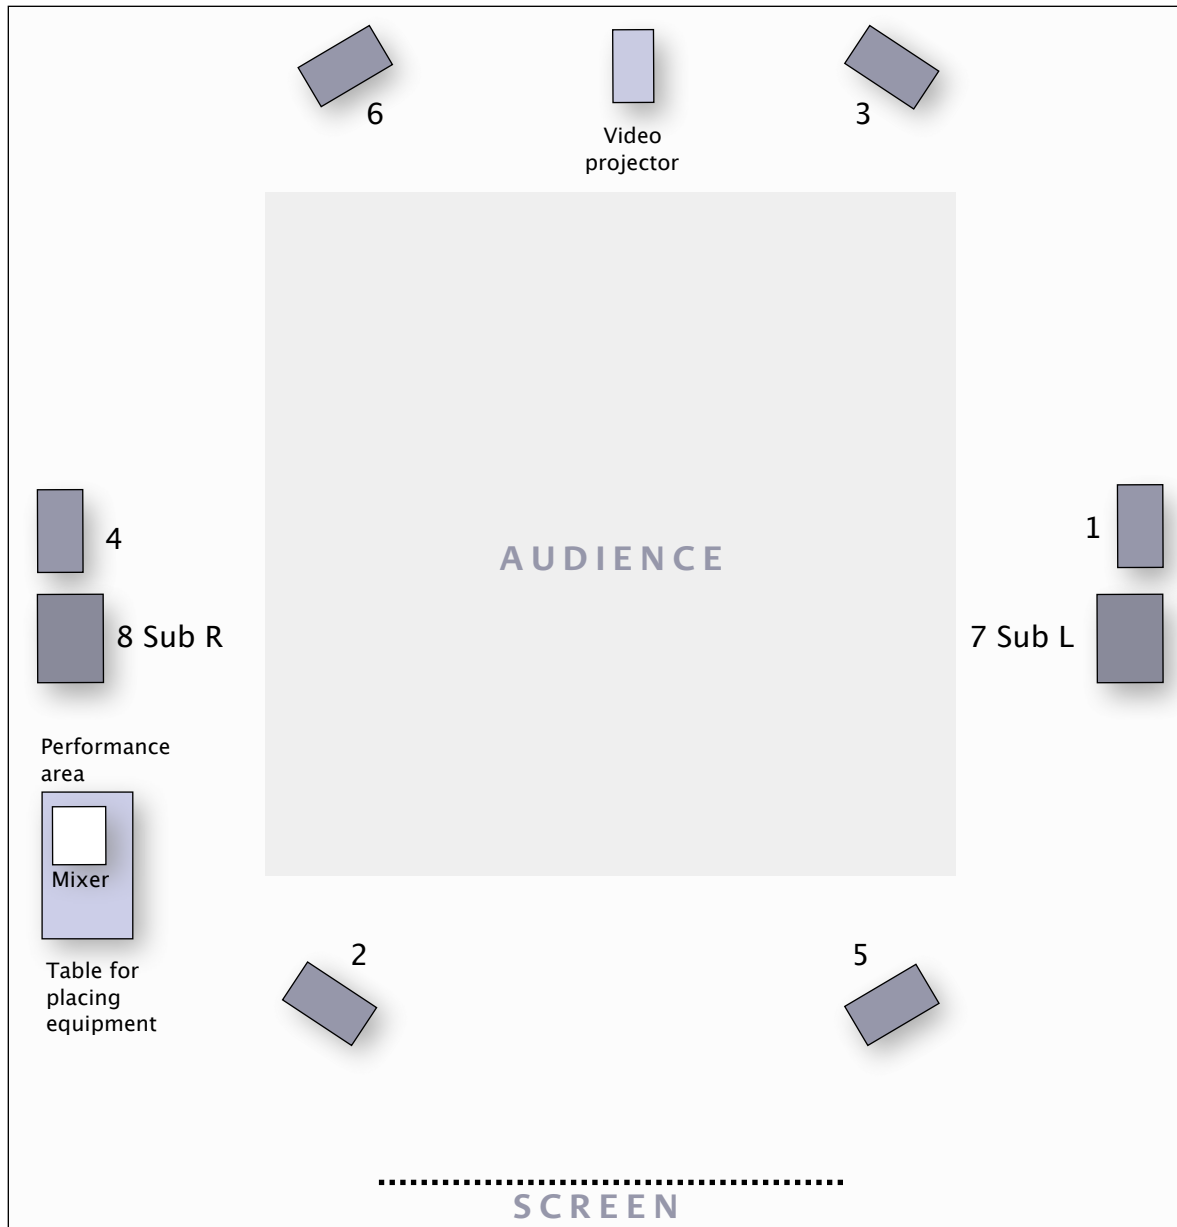 6
3
Video
projector
4
AUDIENCE
1
8 Sub R
7 Sub L
Performance
area
Mixer
2
5
Table for
placing
equipment
SCREEN